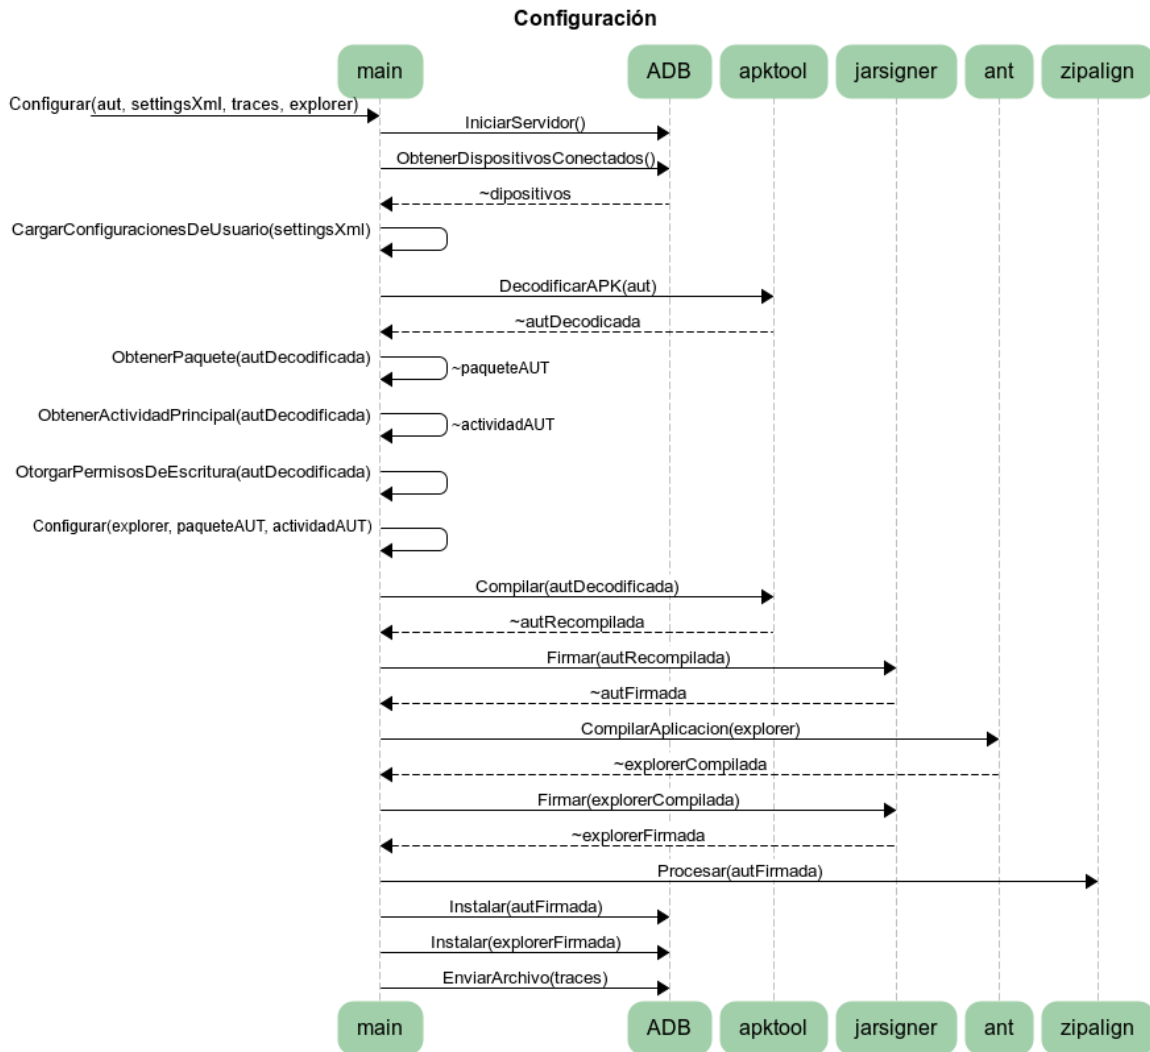 Configuración
main
ADB
apktool
jarsigner
ant
zipalign
Configurar(aut, settingsXml, traces, explorer)
IniciarServidor()
ObtenerDispositivosConectados()
~dipositivos
CargarConfiguracionesDeUsuario(settingsXml)
DecodificarAPK(aut)
~autDecodicada
ObtenerPaquete(autDecodificada)
~paqueteAUT
ObtenerActividadPrincipal(autDecodificada)
~actividadAUT
OtorgarPermisosDeEscritura(autDecodificada)
Configurar(explorer, paqueteAUT, actividadAUT)
Compilar(autDecodificada)
~autRecompilada
Firmar(autRecompilada)
~autFirmada
CompilarAplicacion(explorer)
~explorerCompilada
Firmar(explorerCompilada)
~explorerFirmada
Procesar(autFirmada)
Instalar(autFirmada)
Instalar(explorerFirmada)
EnviarArchivo(traces)
main
ADB
apktool
jarsigner
ant
zipalign